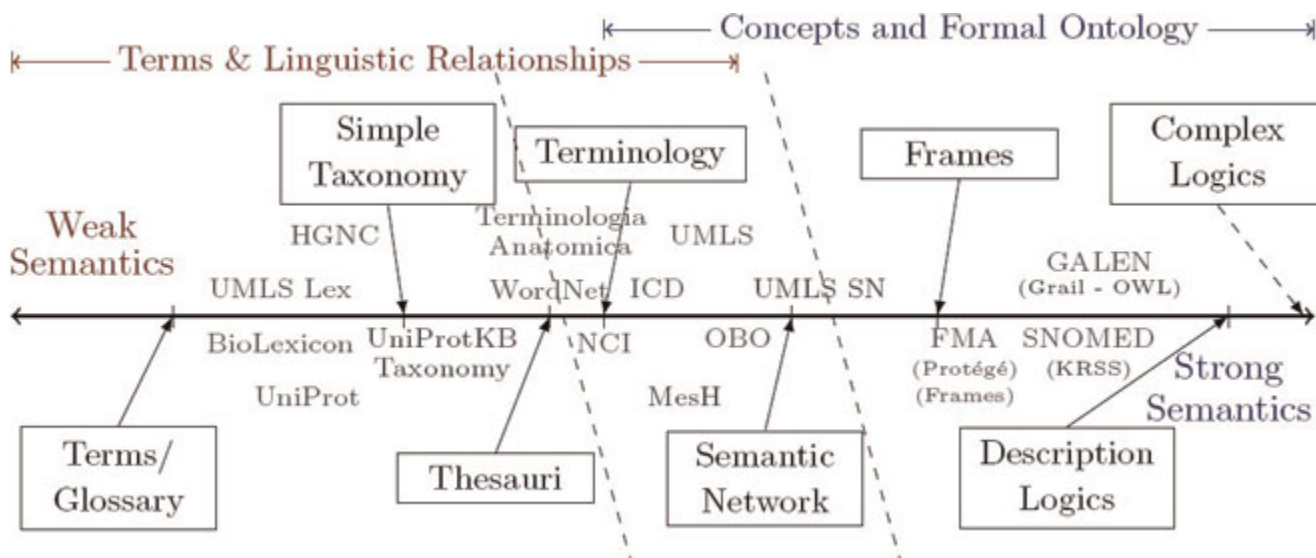 Concepts and Formal Ontology
Terms & Linguistic Relationships
Simple
Taxonomy
Terminology
Frames
Complex
Logics
Weak
Semantics
HGNC
Terminologia
Anatomica
UMLS
UMLS Lex
WordNet
ICD
UMLS SN
GALEN
(Grail - OWL)
BioLexicon
UniProtKB
Taxonomy
NCI
OBO
FMA
(Protégé)
(Frames)
SNOMED
(KRSS)
Strong
Semantics
UniProt
MesH
Terms/
Glossary
Thesauri
Semantic
Network
Description
Logics